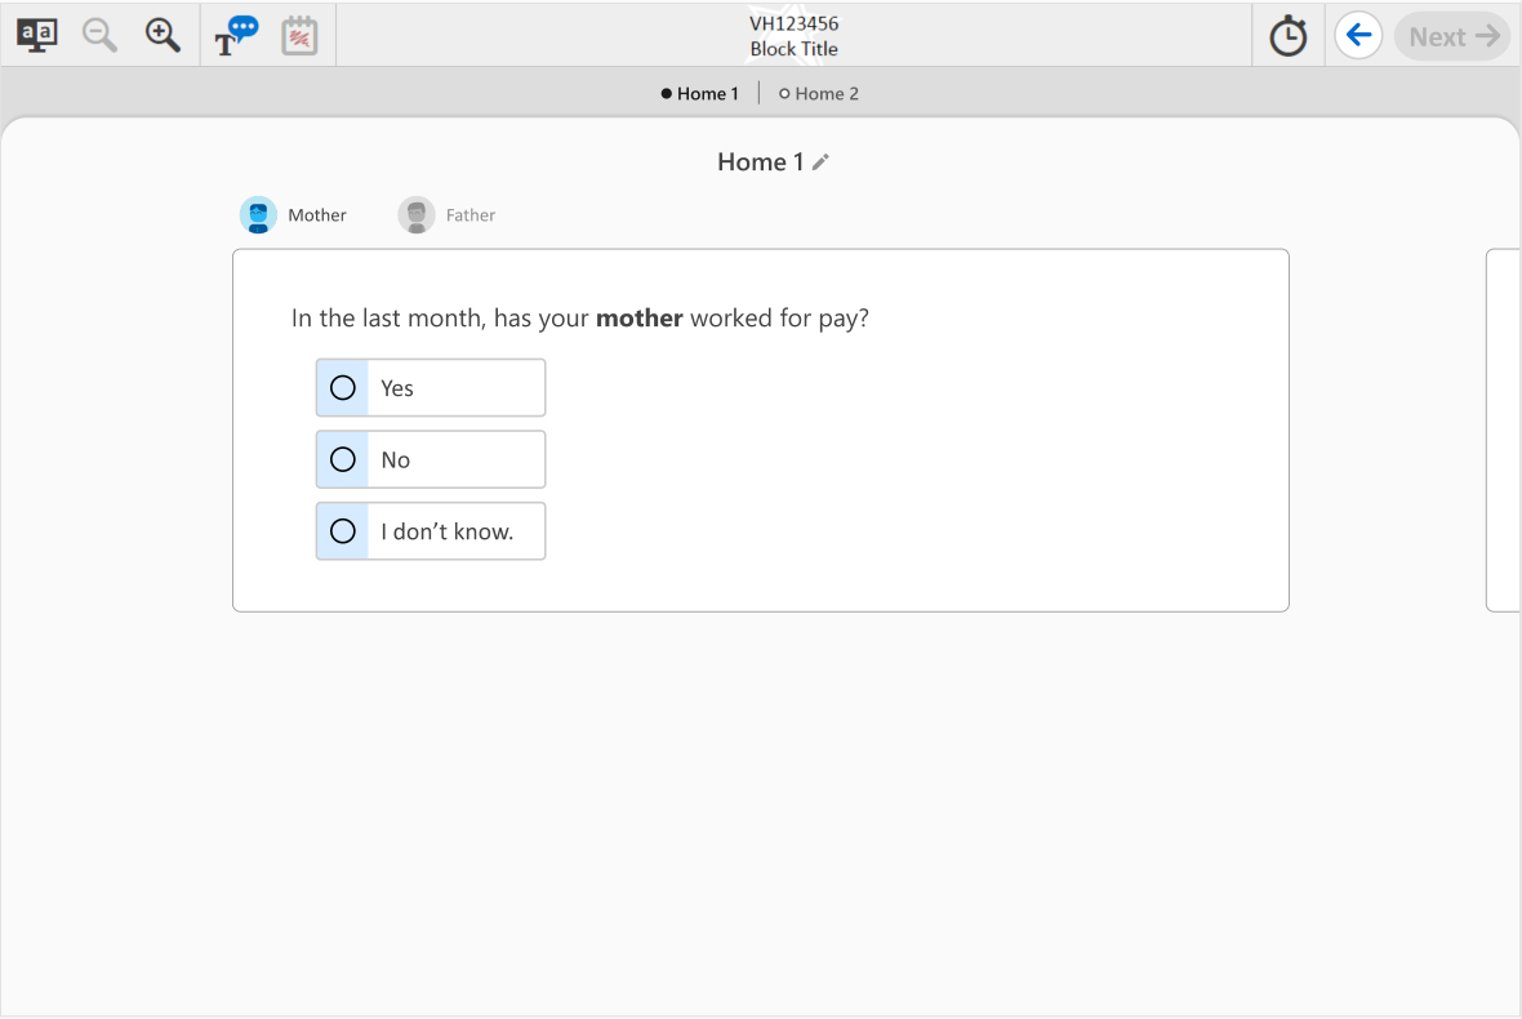 aa
T
VH123456
Block Title
Next
Home 1
Home 2
Home 1
Mother
Father
In the last month, has your mother worked for pay?
Yes
No
I don’t know.